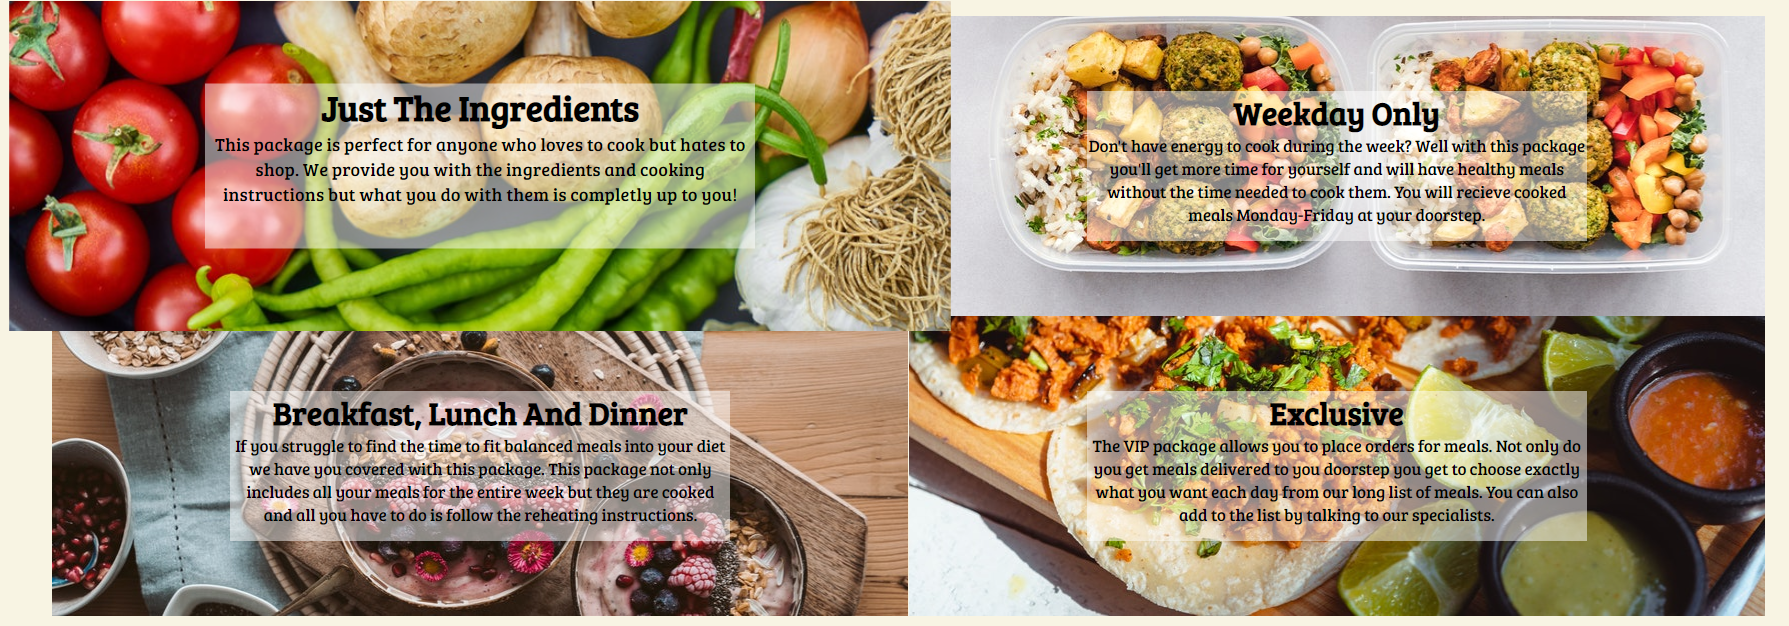 Just The Ingredients
This package is perfect for anyone who loves to cook but hates to
shop. We provide you with the ingredients and cooking
instructions but what you do with them is completly up to you!
Weekday Only
Don't have energy to cook during the week? Well with this package
you'll get more time for yourself and will have healthy meals
without the time needed to cook them. You will recieve cooked
meals Monday-Friday at your doorstep.
Breakfast, Lunch And Dinner
If you struggle to find the time to fit balanced meals into your diet
we have you covered with this package. This package not only
includes all your meals for the entire week but they are cooked
and all you have to do is follow the reheating instructions.
Exclusive
The VIP package allows you to place orders for meals. Not only do
you get meals delivered to you doorstep you get to choose exactly
what you want each day from our long list of meals. You can also
add to the list by talking to our specialists.